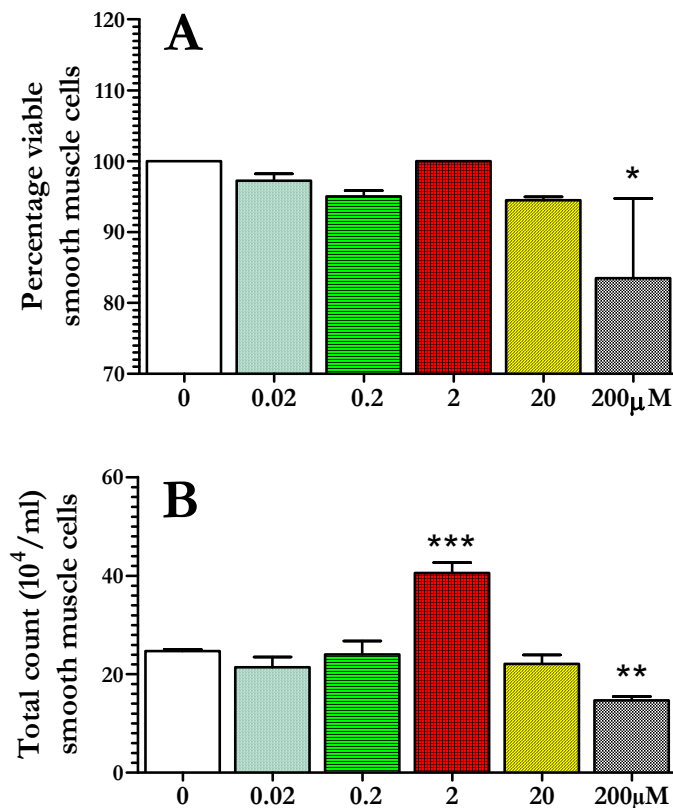 A
Percentage viable
smooth muscle cells
120
110
100
90
80
70
*
0 0.02 0.2 2 20 200μM
B
Total count (10⁴/ml)
smooth muscle cells
60
40
20
0
***
**
0 0.02 0.2 2 20 200μM